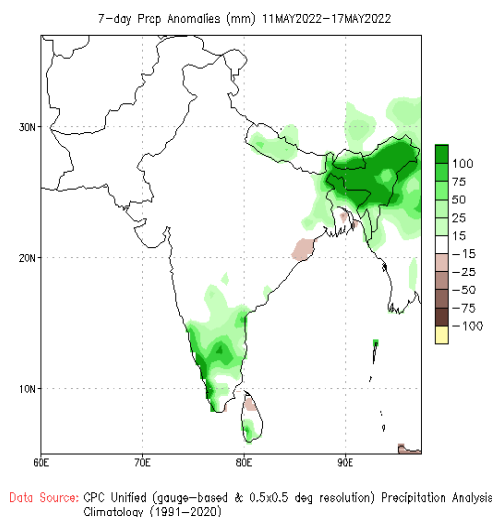 7-day Prcp Anomalies (mm) 11MAY2022-17MAY2022
30N
20N
10N
60E 70E 80E 90E
100
75
50
25
15
-15
-25
-50
-75
-100
Data Source: CPC Unified (gauge-based & 0.5x0.5 deg resolution) Precipitation Analysis
Climatology (1991-2020)